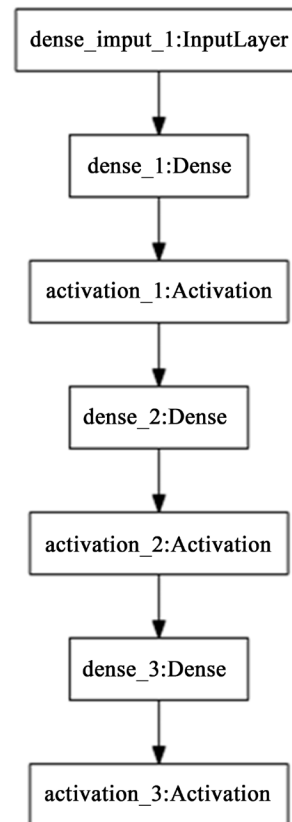 dense_imput_1:InputLayer
dense_1:Dense
activation_1:Activation
dense_2:Dense
activation_2:Activation
dense_3:Dense
activation_3:Activation